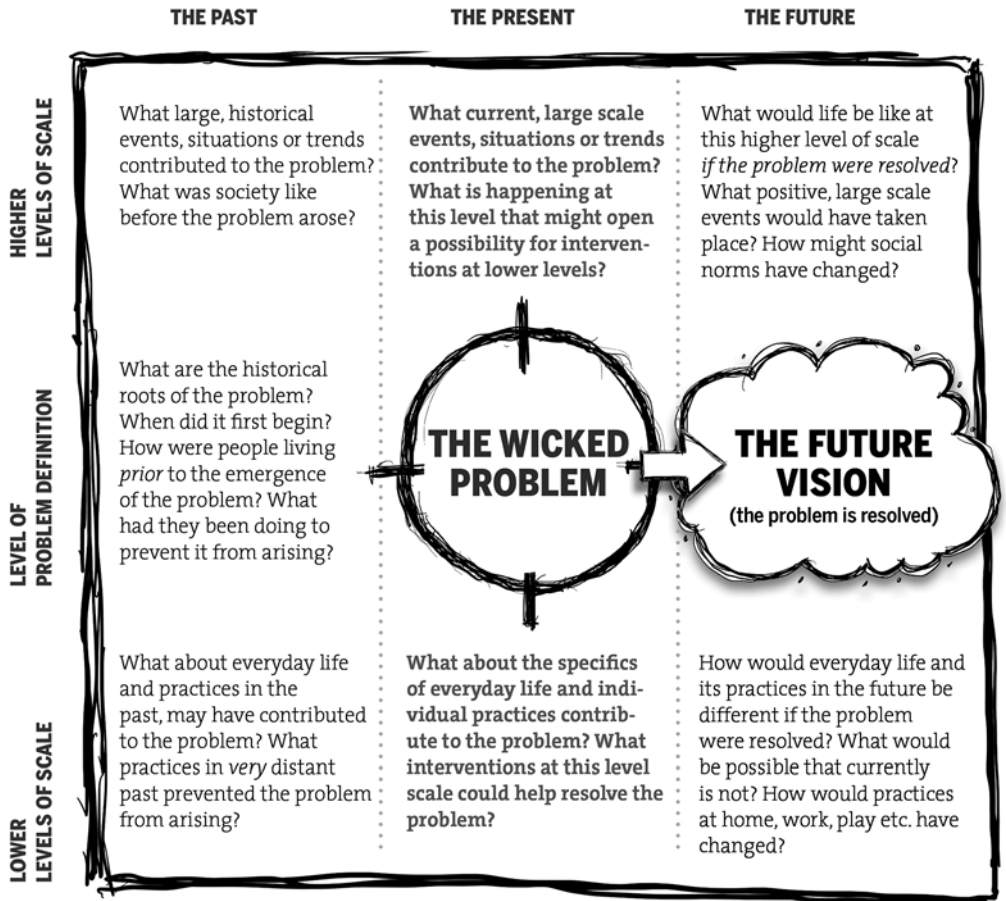 THE PAST
THE PRESENT
THE FUTURE
HIGHER
LEVELS OF SCALE
What large, historical
events, situations or trends
contributed to the problem?
What was society like
before the problem arose?
What current, large scale
events, situations or trends
contribute to the problem?
What is happening at
this level that might open
a possibility for interven-
tions at lower levels?
What would life be like at
this higher level of scale
if the problem were resolved?
What positive, large scale
events would have taken
place? How might social
norms have changed?
LEVEL OF
PROBLEM DEFINITION
What are the historical
roots of the problem?
When did it first begin?
How were people living
prior to the emergence
of the problem? What
had they been doing to
prevent it from arising?
THE WICKED
PROBLEM
THE FUTURE
VISION
(the problem is resolved)
LOWER
LEVELS OF SCALE
What about everyday life
and practices in the
past, may have contributed
to the problem? What
practices in very distant
past prevented the problem
from arising?
What about the specifics
of everyday life and indi-
vidual practices contrib-
ute to the problem? What
interventions at this level
scale could help resolve the
problem?
How would everyday life and
its practices in the future be
different if the problem
were resolved? What would
be possible that currently
is not? How would practices
at home, work, play etc. have
changed?